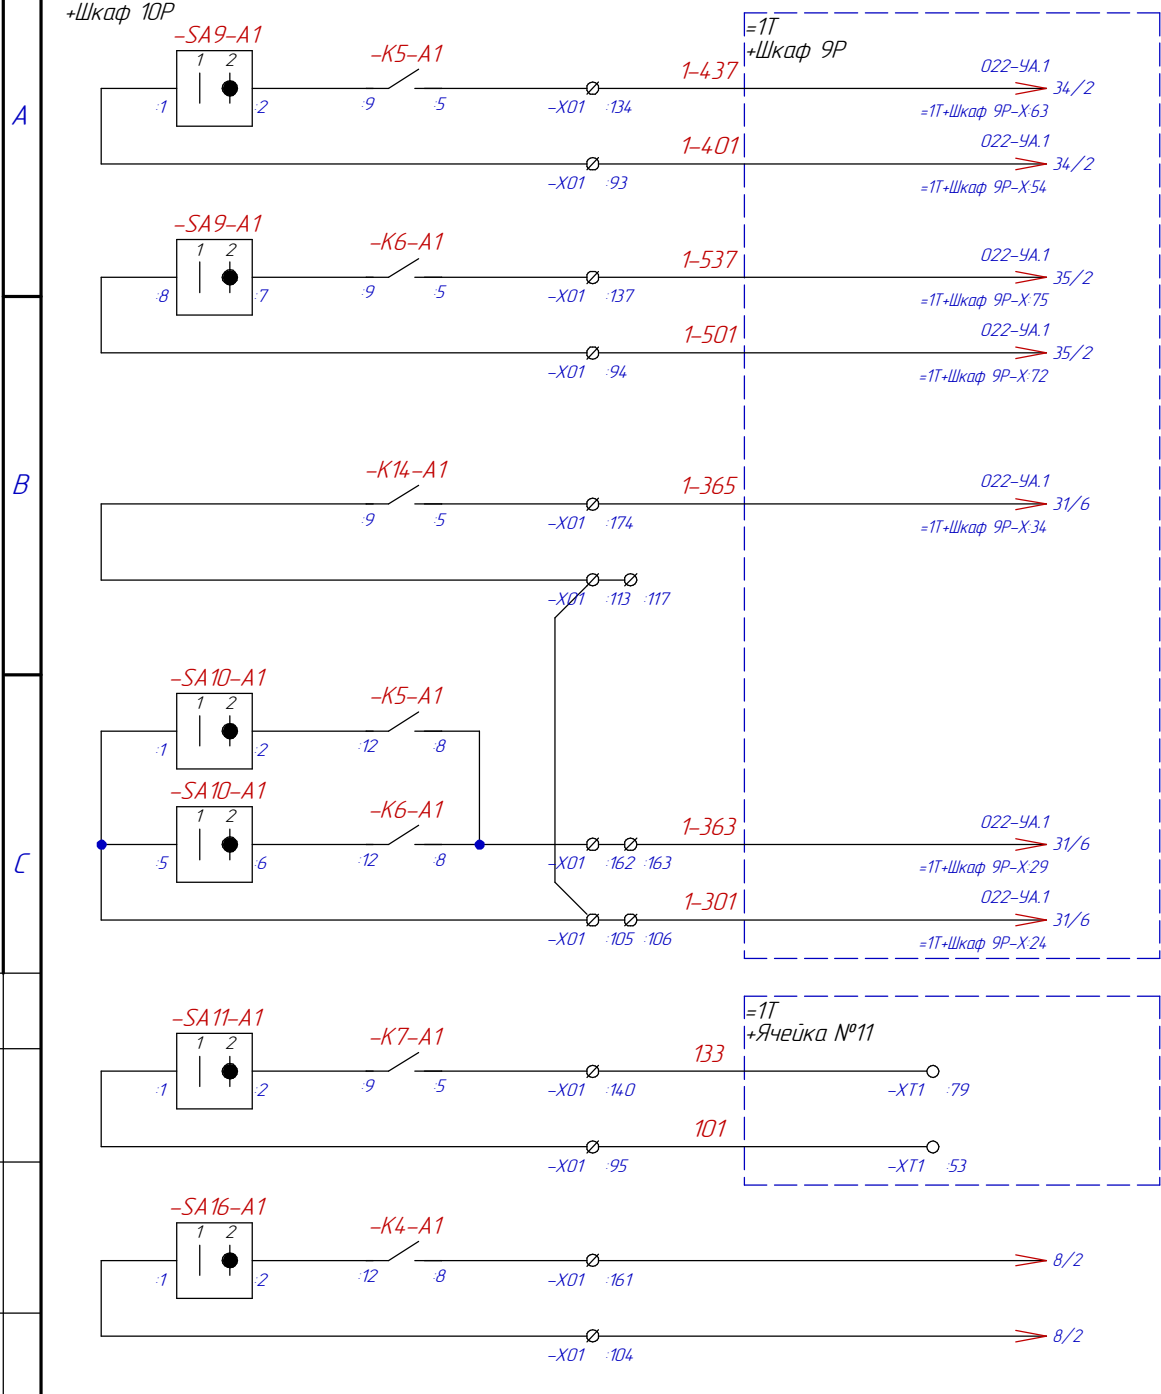 +Шкаф 10Р
=1Т
+Шкаф 9Р
A
B
C
-SA9-A1
1 2
:1 :2
-K5-A1
:9 :5
-X01 :134
1-437
022-УА.1
34/2
=1Т+Шкаф 9Р-X:63
-X01 :93
1-401
022-УА.1
34/2
=1Т+Шкаф 9Р-X:54
-SA9-A1
1 2
:8 :7
-K6-A1
:9 :5
-X01 :137
1-537
022-УА.1
35/2
=1Т+Шкаф 9Р-X:75
-X01 :94
1-501
022-УА.1
35/2
=1Т+Шкаф 9Р-X:72
-K14-A1
:9 :5
-X01 :174
1-365
022-УА.1
31/6
=1Т+Шкаф 9Р-X:34
-X01 :113 :117
-SA10-A1
1 2
:1 :2
-K5-A1
:12 :8
-SA10-A1
1 2
:5 :6
-K6-A1
:12 :8
-X01 :162 :163
1-363
022-УА.1
31/6
=1Т+Шкаф 9Р-X:29
-X01 :105 :106
1-301
022-УА.1
31/6
=1Т+Шкаф 9Р-X:24
=1Т
+Ячейка №11
-SA11-A1
1 2
:1 :2
-K7-A1
:9 :5
-X01 :140
133
-XT1 :79
-X01 :95
101
-XT1 :53
-SA16-A1
1 2
:1 :2
-K4-A1
:12 :8
-X01 :161
8/2
-X01 :104
8/2